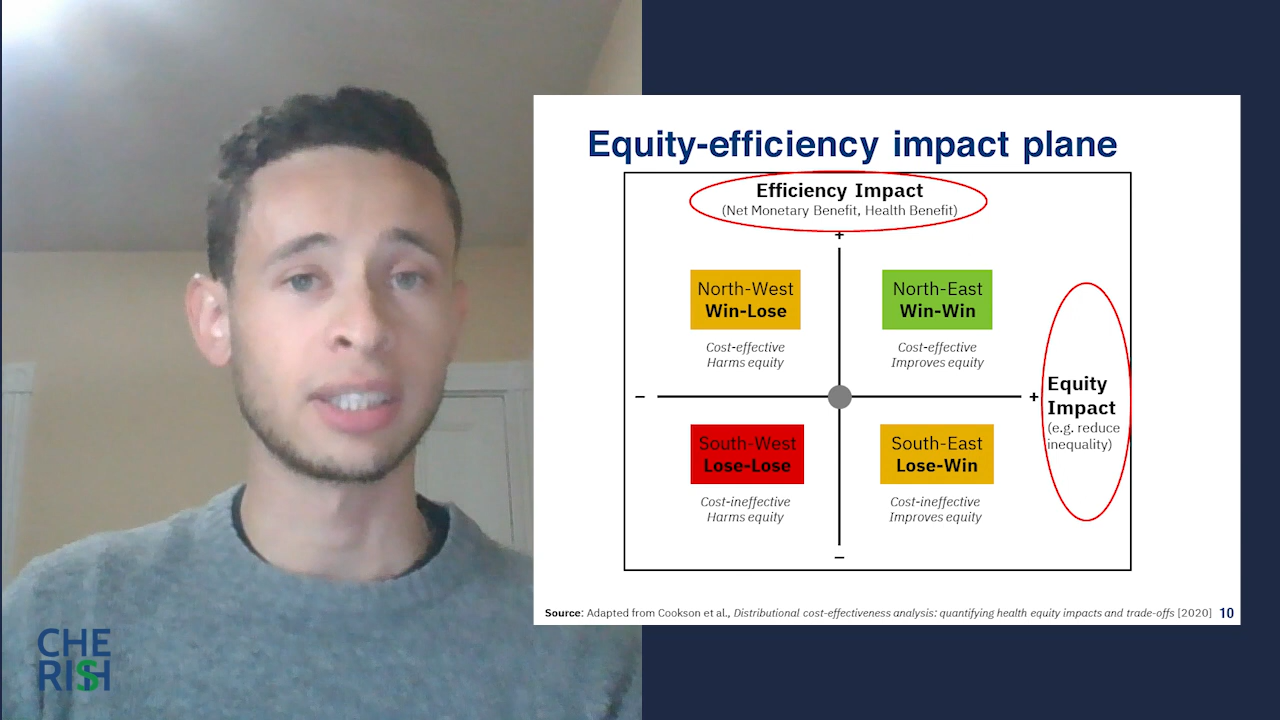 Equity-efficiency impact plane
Efficiency Impact
(Net Monetary Benefit, Health Benefit)
+
North-West
Win-Lose
North-East
Win-Win
Cost-effective
Harms equity
Cost-effective
Improves equity
–
+
Equity
Impact
(e.g. reduce
inequality)
South-West
Lose-Lose
South-East
Lose-Win
Cost-ineffective
Harms equity
Cost-ineffective
Improves equity
–
Source: Adapted from Cookson et al., Distributional cost-effectiveness analysis: quantifying health equity impacts and trade-offs [2020] 10
CHE
RISH